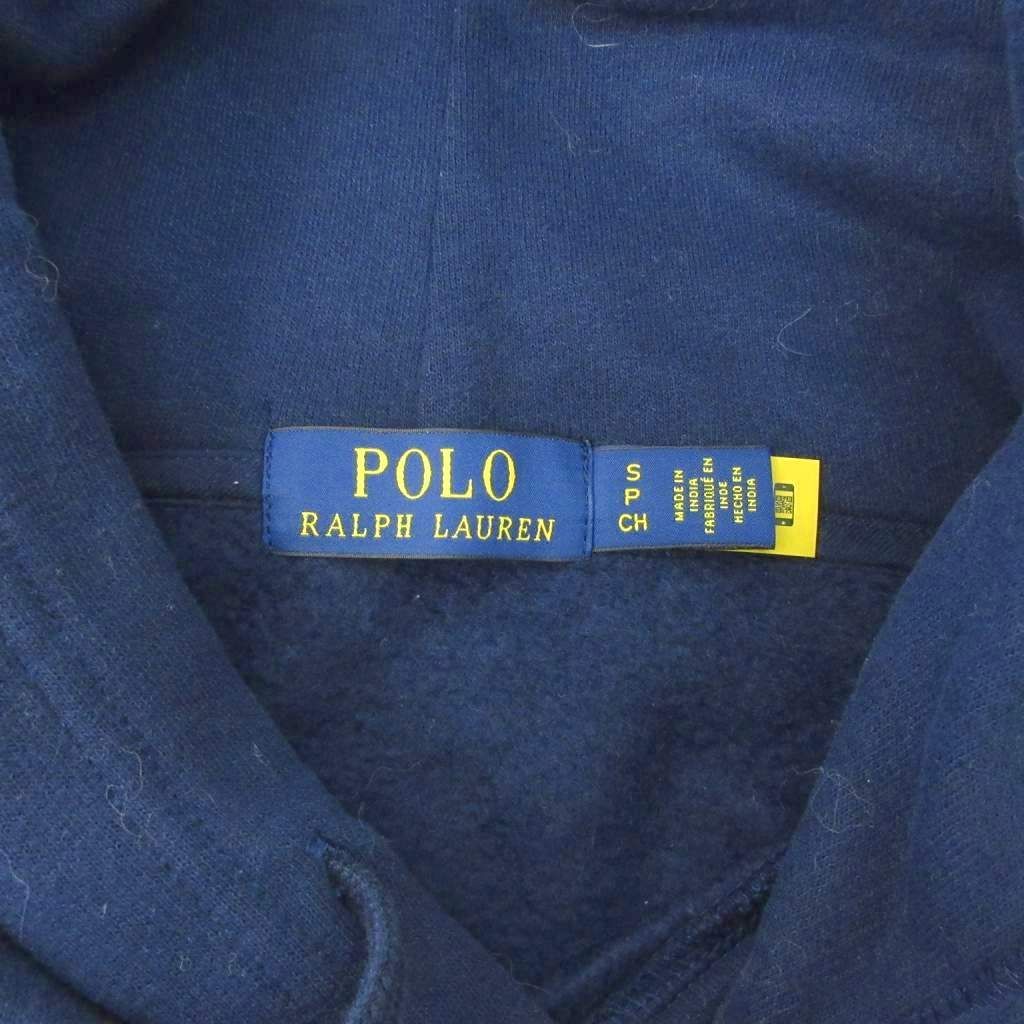 POLO
RALPH LAUREN
S
P
CH
MADE IN
INDIA
FABRIQUÉ EN
INDE
HECHO EN
INDIA